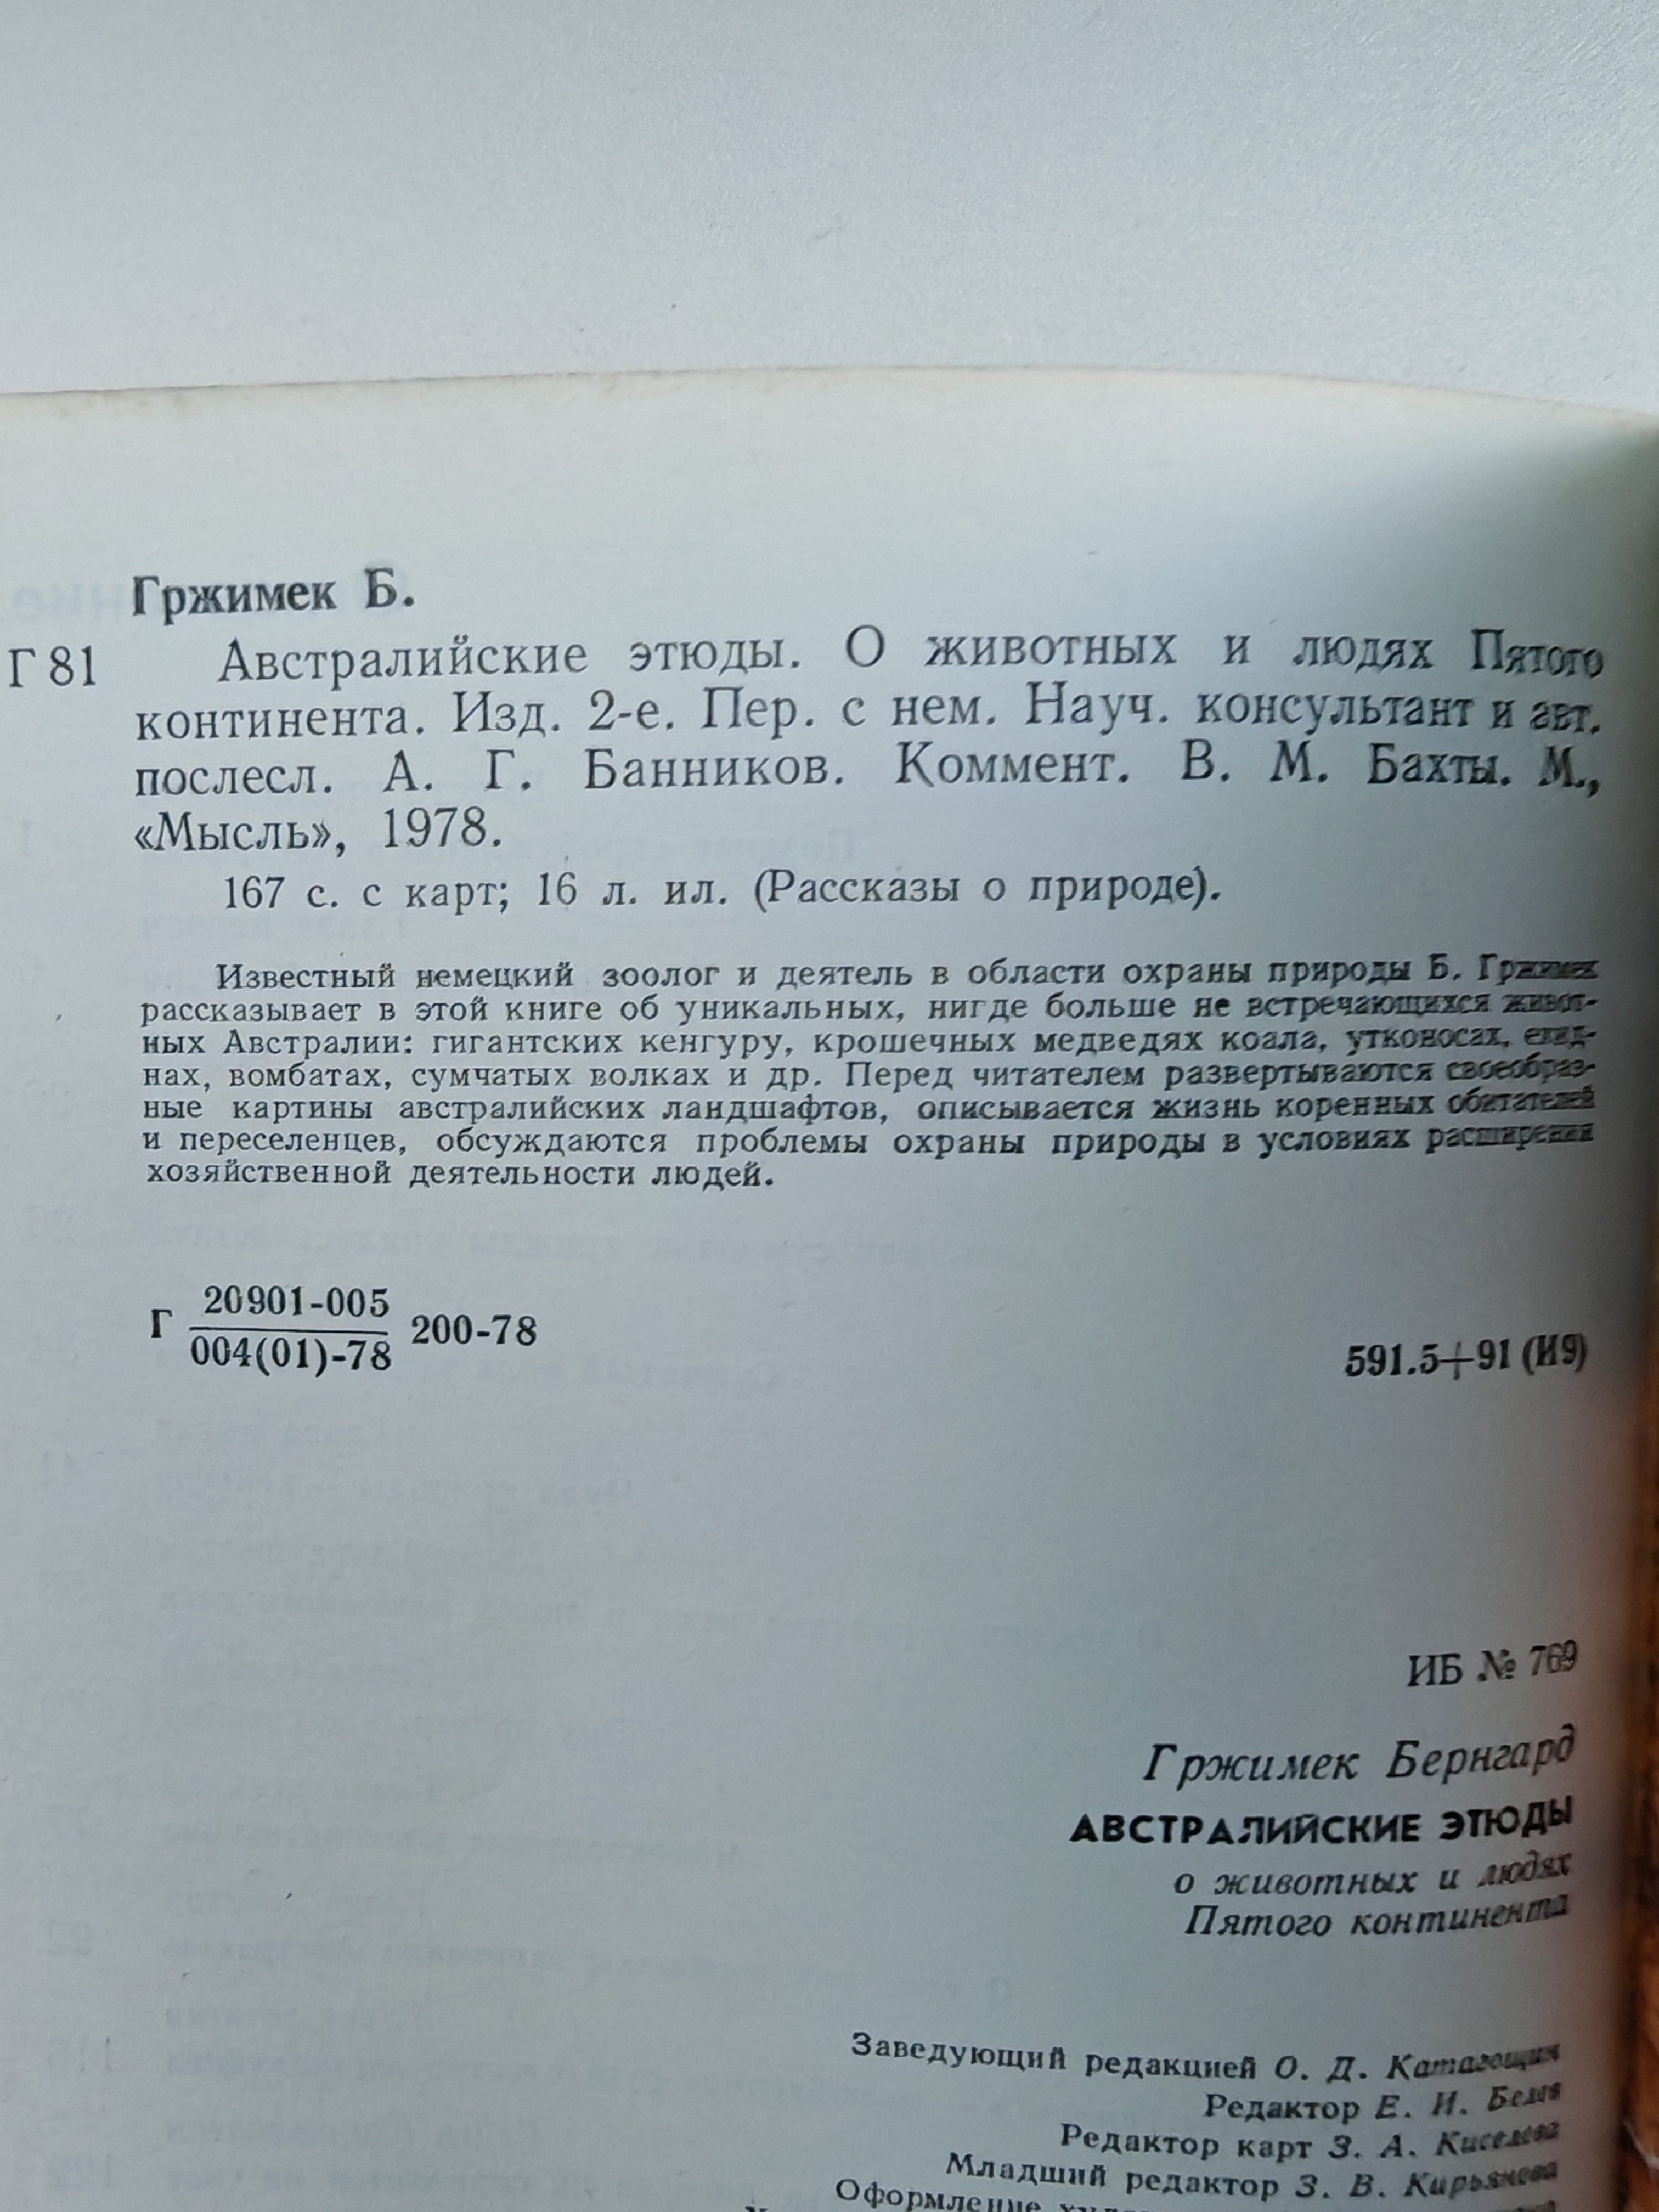 Гржимек Б.
Г 81 Австралийские этюды. О животных и людях Пятого
континента. Изд. 2-е. Пер. с нем. Науч. консультант и авт.
послесл. А. Г. Банников. Коммент. В. М. Бахты. М.,
«Мысль», 1978.
167 с. с карт; 16 л. ил. (Рассказы о природе).
Известный немецкий зоолог и деятель в области охраны природы Б. Гржимек
рассказывает в этой книге об уникальных, нигде больше не встречающихся живот-
ных Австралии: гигантских кенгуру, крошечных медведях коала, утконосах, ехид-
нах, вомбатах, сумчатых волках и др. Перед читателем развертываются своеобраз-
ные картины австралийских ландшафтов, описывается жизнь коренных обитателей
и переселенцев, обсуждаются проблемы охраны природы в условиях расширения
хозяйственной деятельности людей.
Г 20901-005
004(01)-78 200-78
591.5+91 (И9)
ИБ № 769
Гржимек Бернгард
АВСТРАЛИЙСКИЕ ЭТЮДЫ
о животных и людях
Пятого континента
Заведующий редакцией О. Д. Катагощин
Редактор Е. И.
Редактор карт З. А. Киселева
Младший редактор З. В. Кирьянова
Оформление